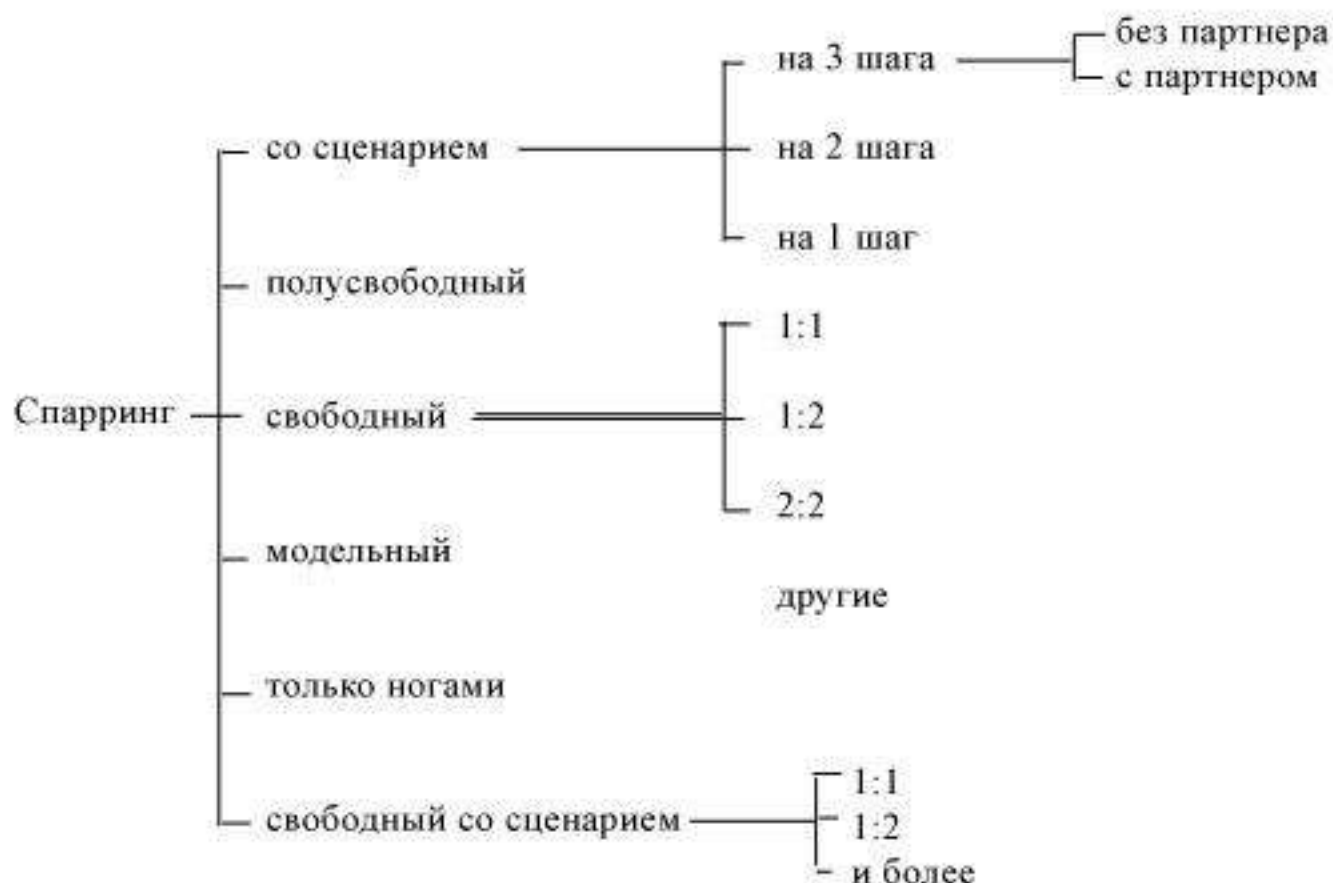 без партнера
на 3 шага
с партнером
со сценарием
на 2 шага
на 1 шаг
полусвободный
1:1
Спарринг
свободный
1:2
2:2
модельный
другие
только ногами
1:1
свободный со сценарием
1:2
и более